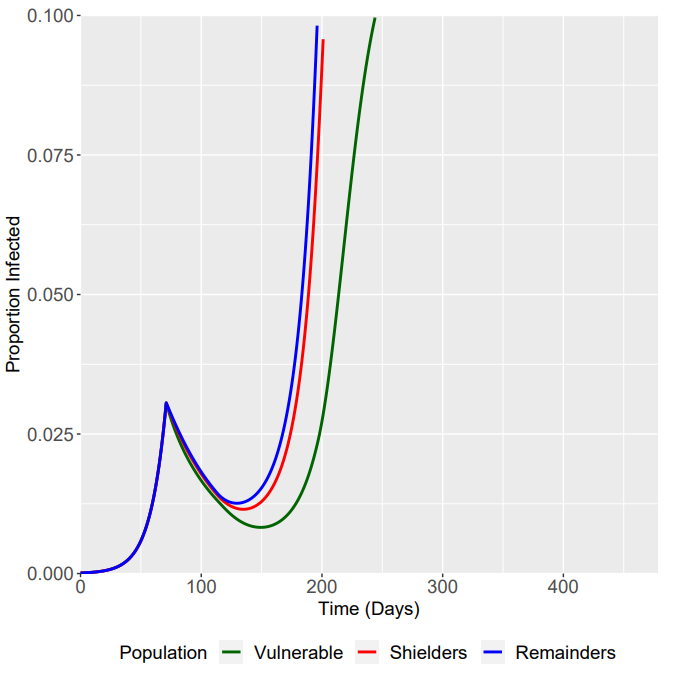 0.100
0.075
0.050
0.025
0.000
Proportion Infected
0 100 200 300 400
Time (Days)
Population Vulnerable Shielders Remainders